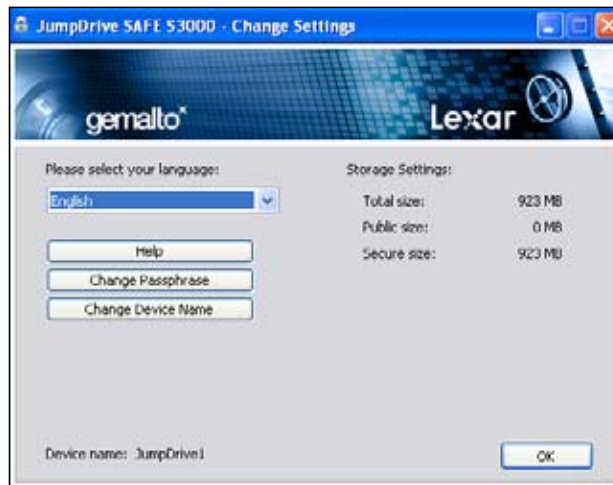 JumpDrive SAFE S3000 - Change Settings
gemalto×
Lexar
Please select your language:
English
Help
Change Passphrase
Change Device Name
Storage Settings:
Total size: 923 MB
Public size: 0 MB
Secure size: 923 MB
Device name: JumpDrive1
OK